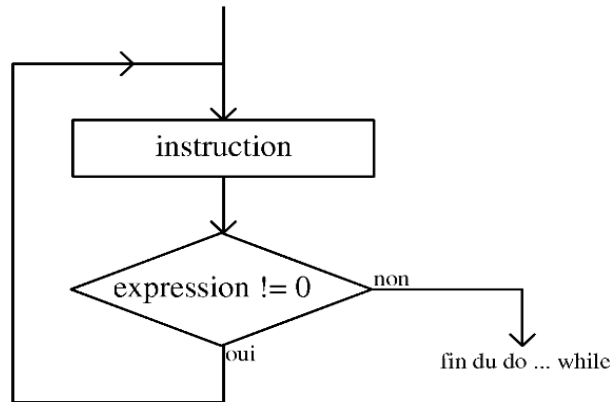 instruction
expression != 0
non
oui
fin du do ... while